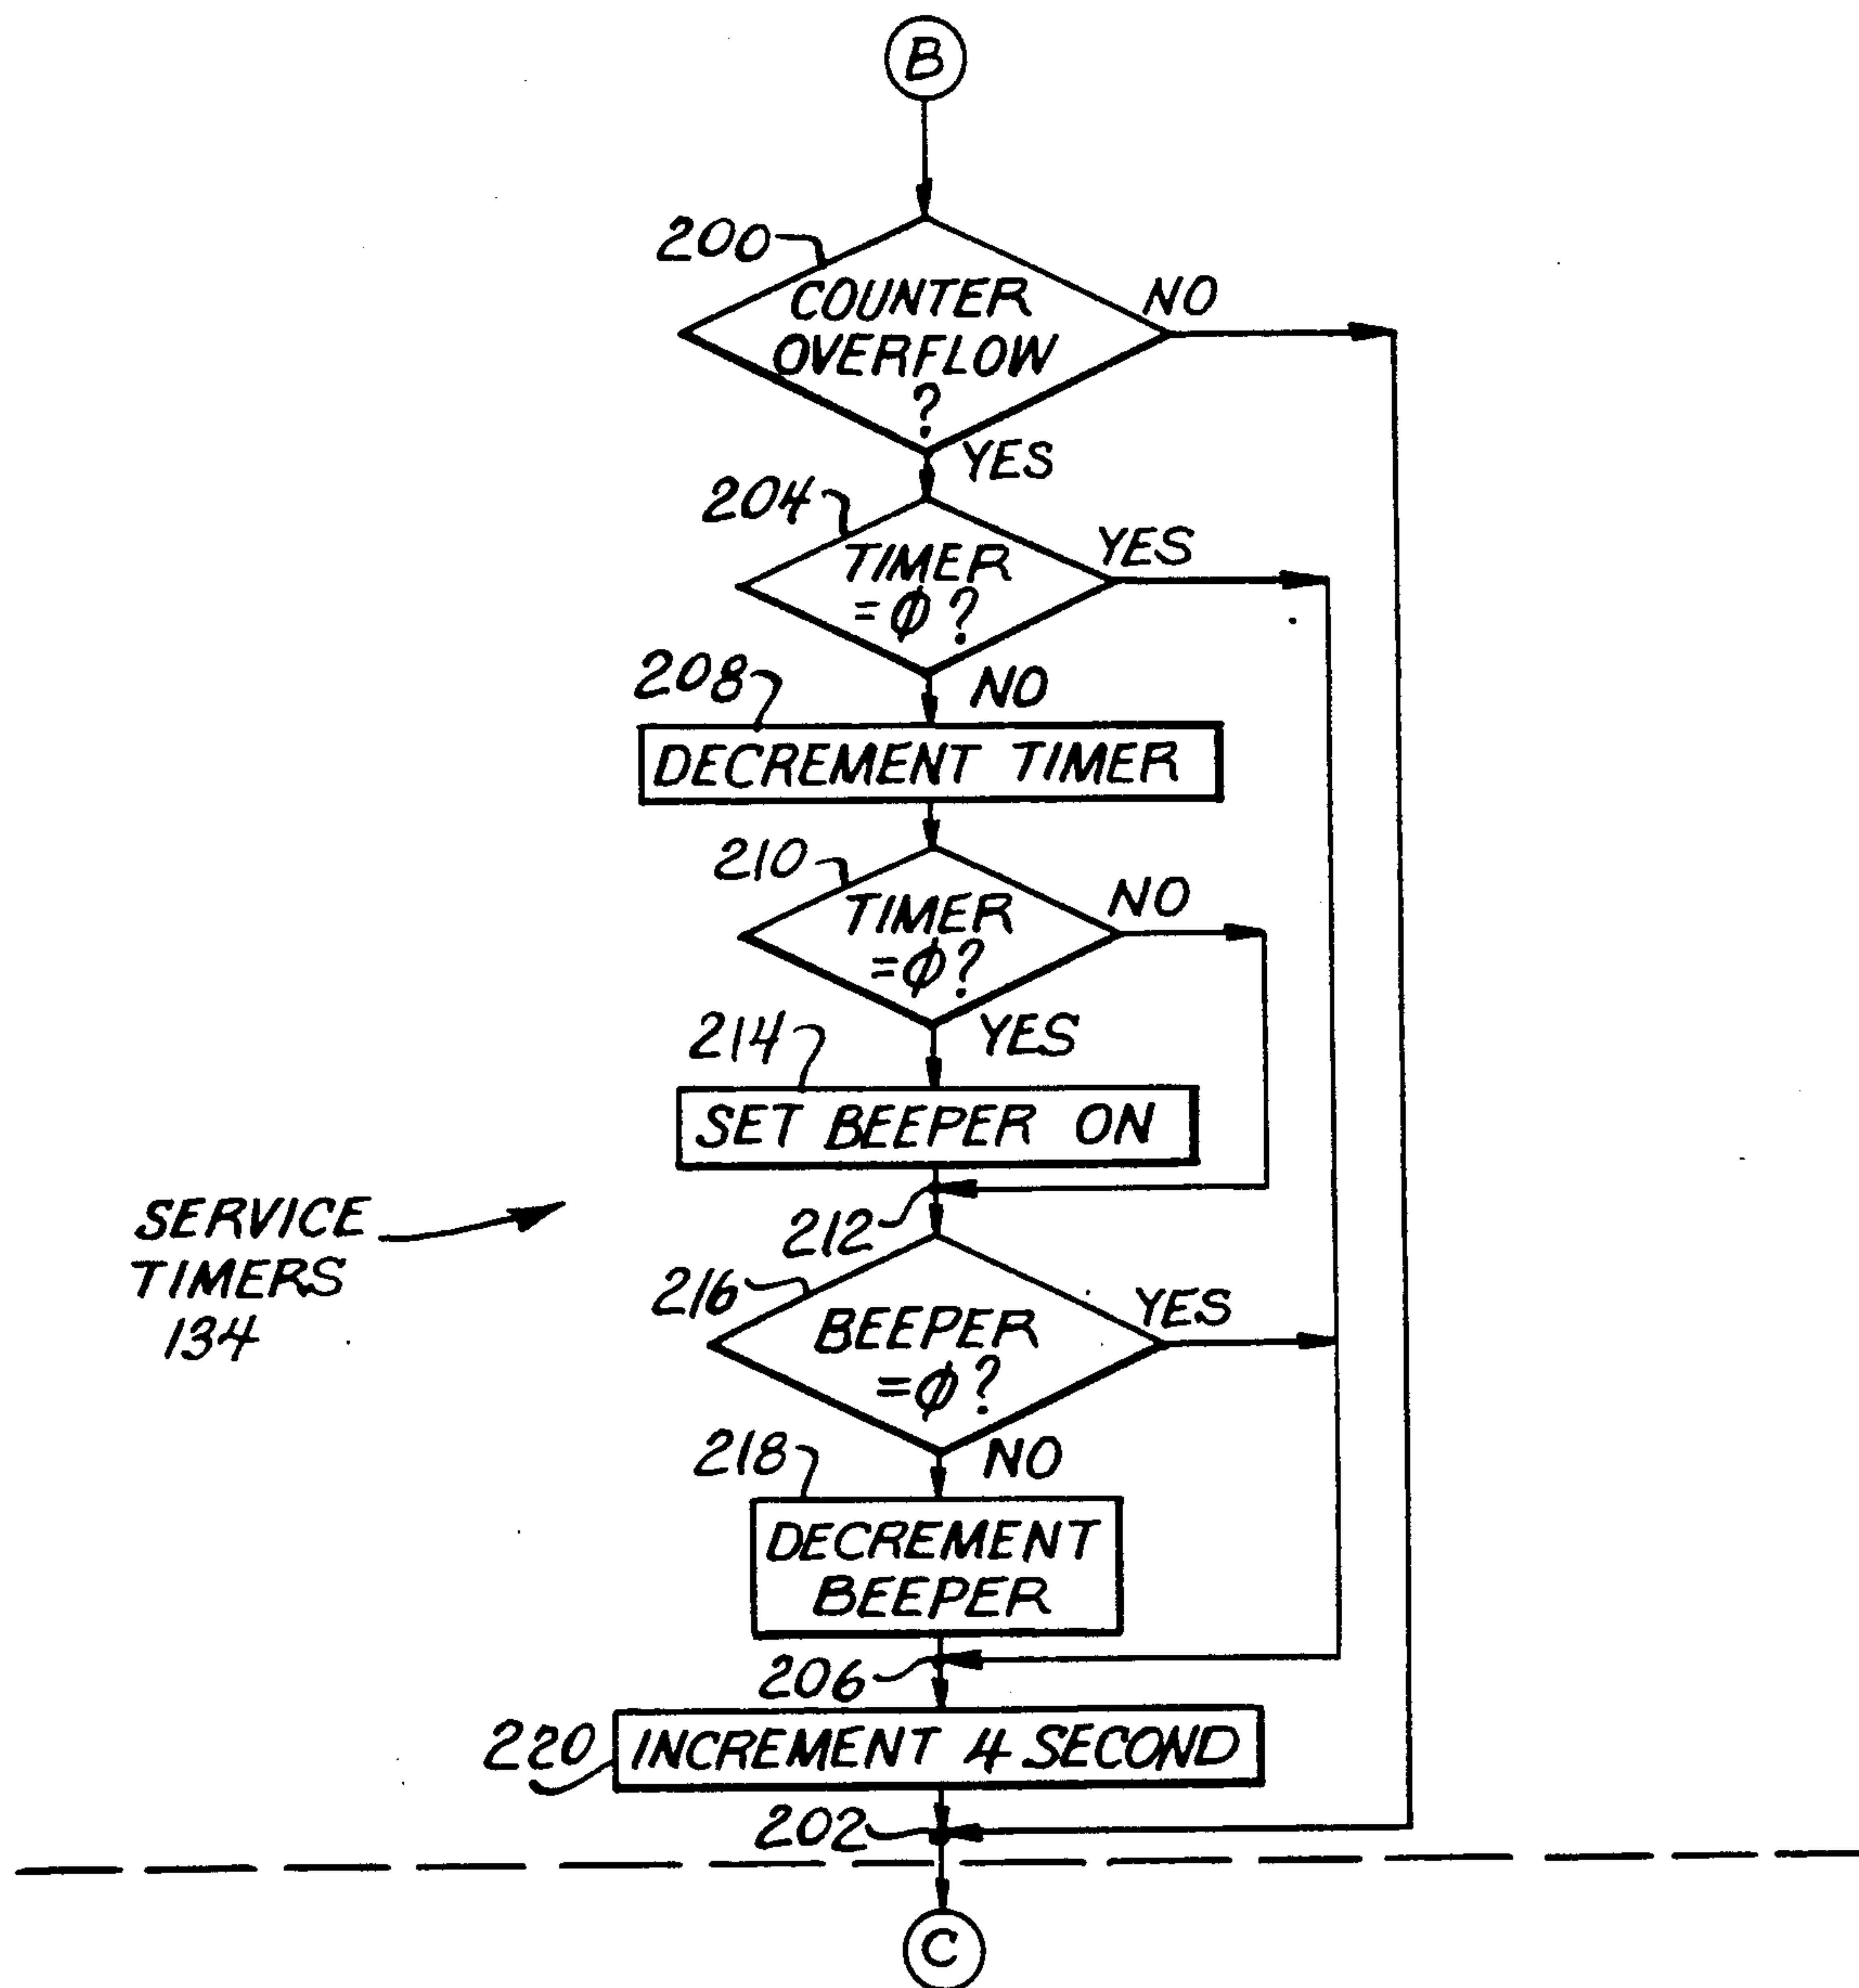 B
200
COUNTER
OVERFLOW
?
NO
YES
204
TIMER
=Ø?
YES
NO
208
DECREMENT TIMER
210
TIMER
=Ø?
NO
YES
214
SET BEEPER ON
212
SERVICE
TIMERS
134
216
BEEPER
=Ø?
YES
NO
218
DECREMENT
BEEPER
206
220
INCREMENT 4 SECOND
202
C